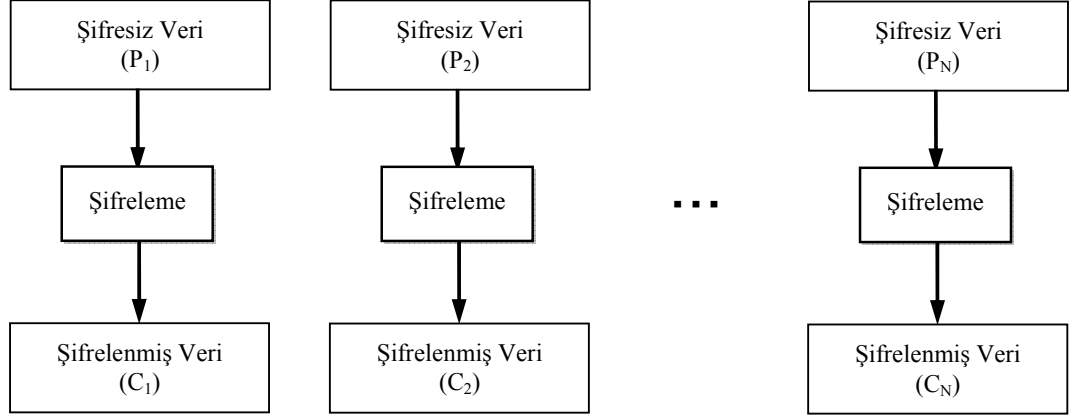 Şifresiz Veri
(P₁)
Şifresiz Veri
(P₂)
Şifresiz Veri
(Pₙ)
Şifreleme
Şifreleme
...
Şifreleme
Şifrelenmiş Veri
(C₁)
Şifrelenmiş Veri
(C₂)
Şifrelenmiş Veri
(Cₙ)